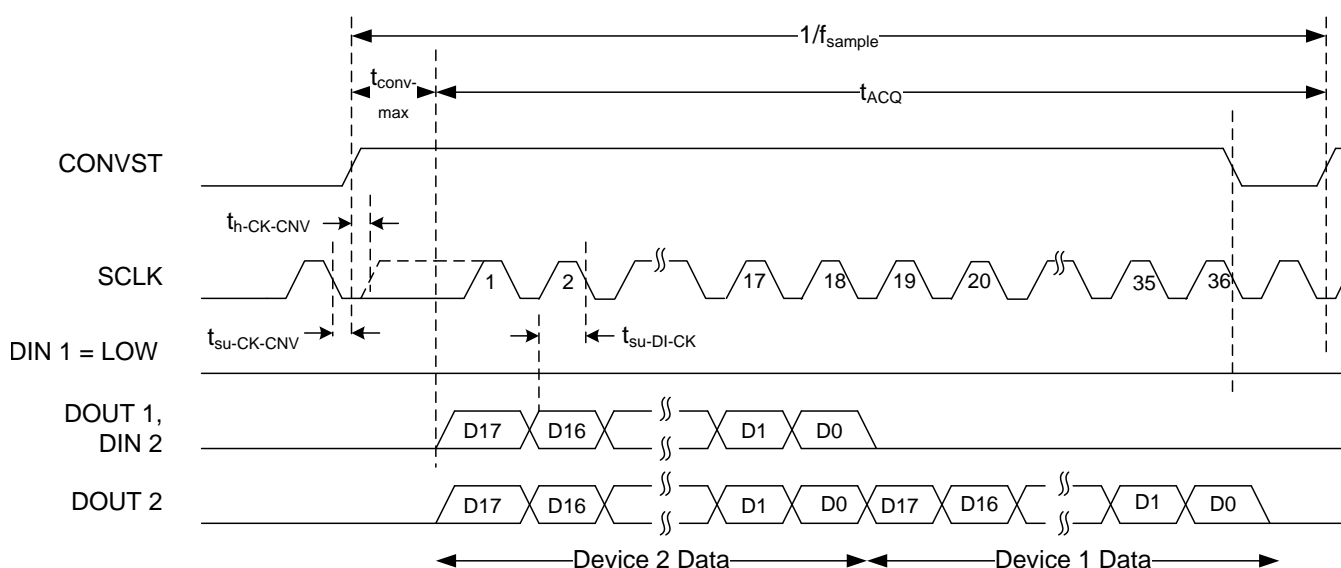 1/fsample
tconv-max
tACQ
CONVST
th-CK-CNV
SCLK
1 2 17 18 19 20 35 36
tsu-CK-CNV
tsu-DI-CK
DIN 1 = LOW
DOUT 1,
DIN 2
D17 D16 D1 D0
DOUT 2
D17 D16 D1 D0 D17 D16 D1 D0
Device 2 Data
Device 1 Data